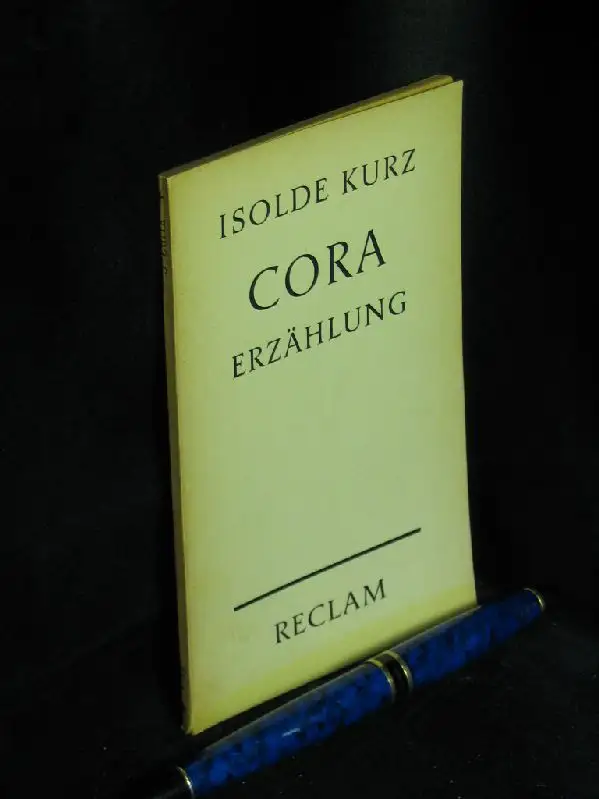 ISOLDE KURZ
CORA
ERZÄHLUNG
RECLAM